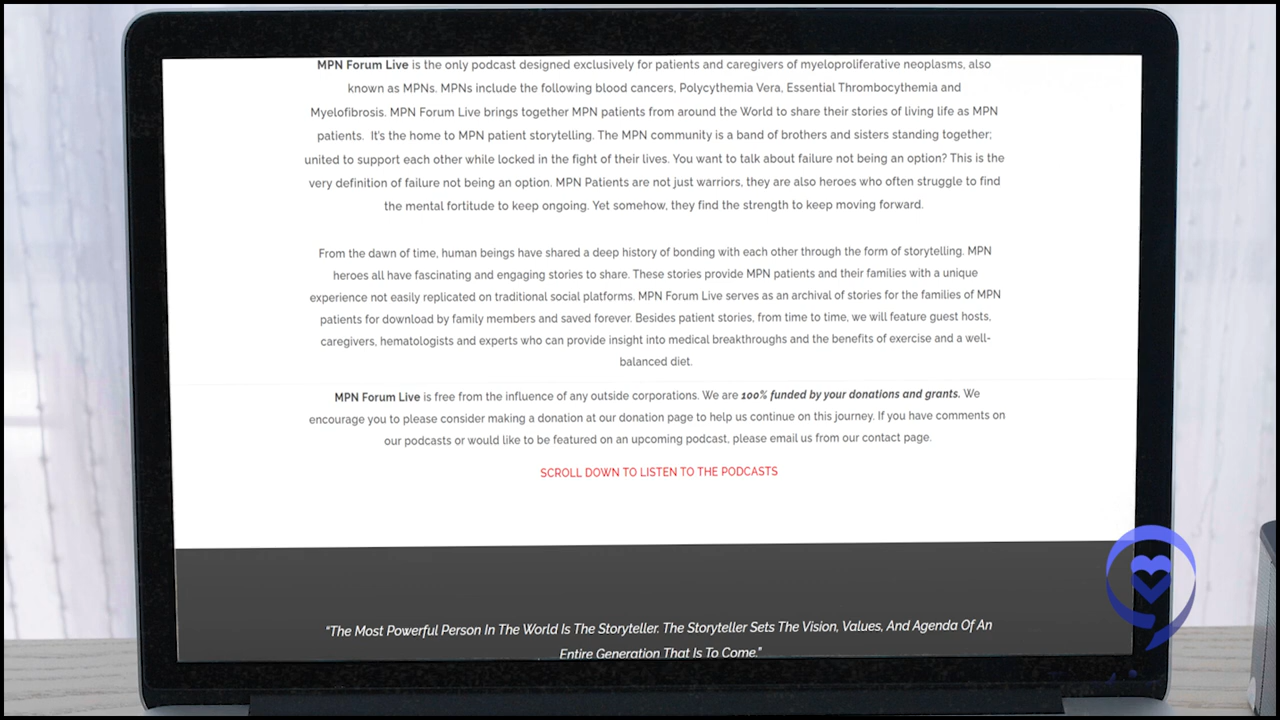 MPN Forum Live is the only podcast designed exclusively for patients and caregivers of myeloproliferative neoplasms, also
known as MPNs. MPNs include the following blood cancers, Polycythemia Vera, Essential Thrombocythemia and
Myelofibrosis. MPN Forum Live brings together MPN patients from around the World to share their stories of living life as MPN
patients. It's the home to MPN patient storytelling. The MPN community is a band of brothers and sisters standing together;
united to support each other while locked in the fight of their lives. You want to talk about failure not being an option? This is the
very definition of failure not being an option. MPN Patients are not just warriors, they are also heroes who often struggle to find
the mental fortitude to keep ongoing. Yet somehow, they find the strength to keep moving forward.
From the dawn of time, human beings have shared a deep history of bonding with each other through the form of storytelling. MPN
heroes all have fascinating and engaging stories to share. These stories provide MPN patients and their families with a unique
experience not easily replicated on traditional social platforms. MPN Forum Live serves as an archival of stories for the families of MPN
patients for download by family members and saved forever. Besides patient stories, from time to time, we will feature guest hosts,
caregivers, hematologists and experts who can provide insight into medical breakthroughs and the benefits of exercise and a well-
balanced diet.
MPN Forum Live is free from the influence of any outside corporations. We are 100% funded by your donations and grants. We
encourage you to please consider making a donation at our donation page to help us continue on this journey. If you have comments on
our podcasts or would like to be featured on an upcoming podcast, please email us from our contact page.
SCROLL DOWN TO LISTEN TO THE PODCASTS
"The Most Powerful Person In The World Is The Storyteller. The Storyteller Sets The Vision, Values, And Agenda Of An
Entire Generation That Is To Come."